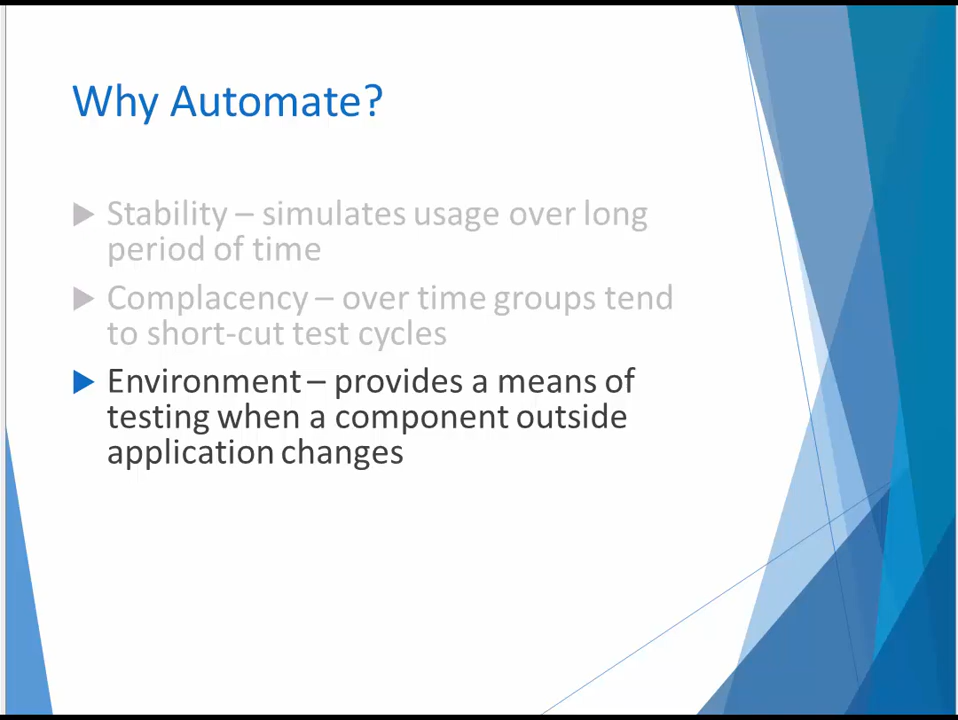 Why Automate?
Stability – simulates usage over long
period of time
Complacency – over time groups tend
to short-cut test cycles
Environment – provides a means of
testing when a component outside
application changes